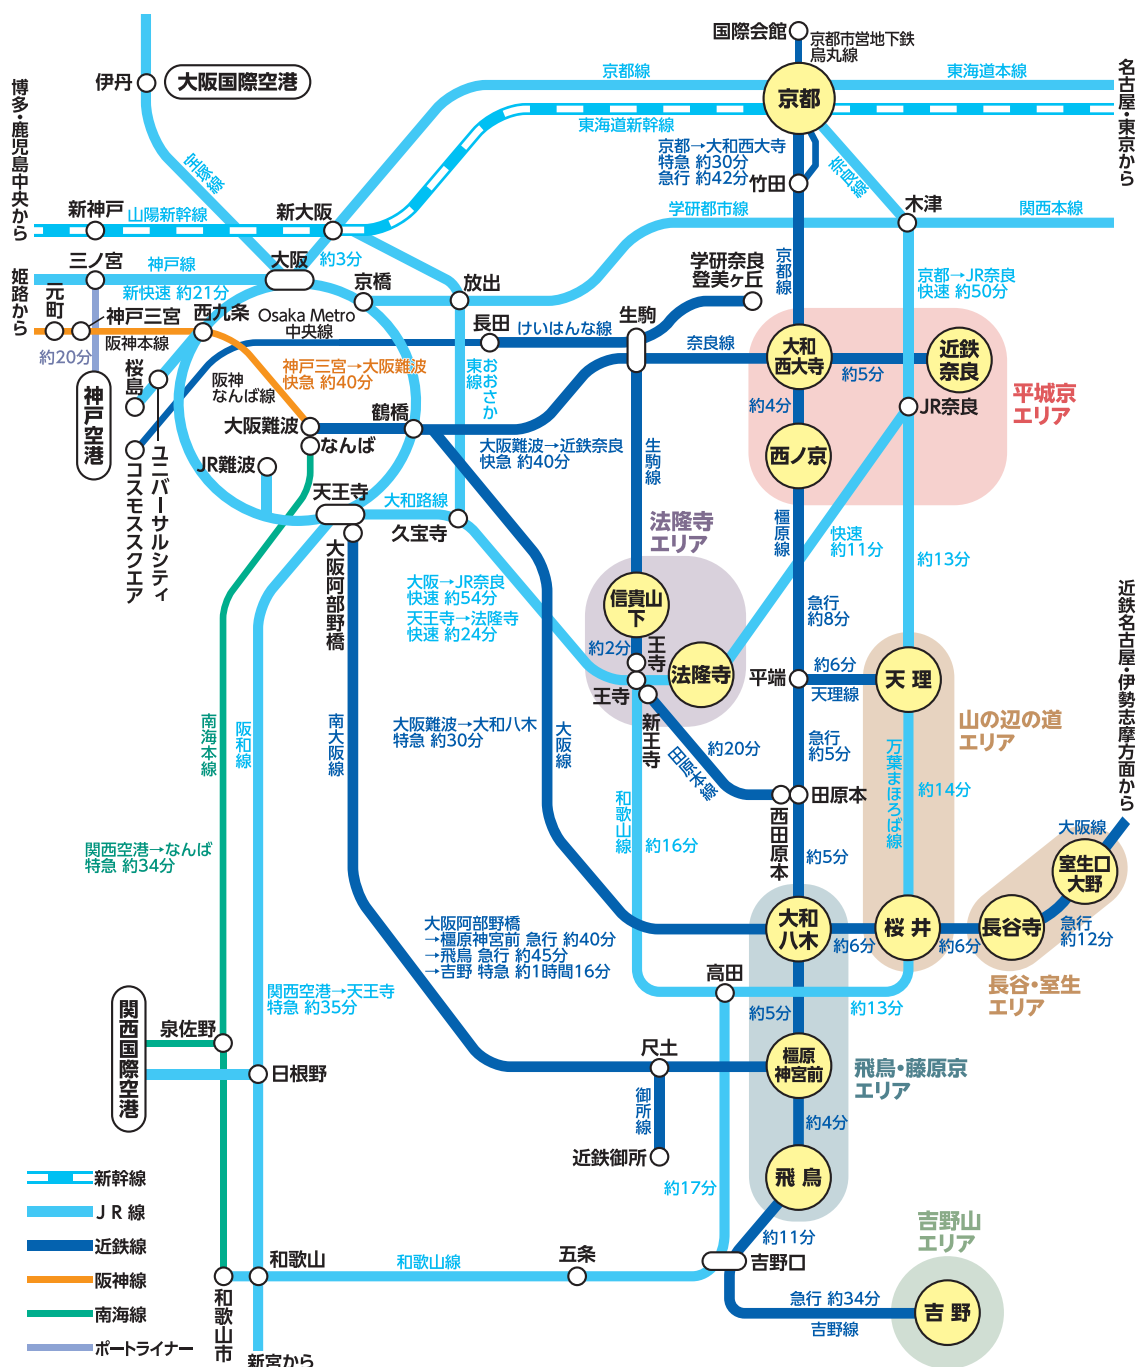 国際会館
京都市営地下鉄
烏丸線
伊丹
大阪国際空港
京都線
東海道本線
京都
名古屋・東京から
博多・鹿児島中央から
東海道新幹線
宝塚線
京都→大和西大寺
特急 約30分
急行 約42分
竹田
奈良線
新神戸
山陽新幹線
新大阪
学研都市線
木津
関西本線
三ノ宮
神戸線
大阪
約3分
京橋
放出
学研奈良
登美ヶ丘
京都線
京都→JR奈良
快速 約50分
姫路から
元町
新快速 約21分
神戸三宮
西九条
Osaka Metro
中央線
長田
けいはんな線
生駒
奈良線
大和
西大寺
近鉄
奈良
約5分
阪神本線
約20分
神戸空港
桜島
阪神
なんば線
神戸三宮→大阪難波
快急 約40分
おおさか
東線
約4分
JR奈良
平城京
エリア
大阪難波
鶴橋
なんば
大阪難波→近鉄奈良
快急 約40分
生駒線
西ノ京
JR難波
コスモススクエア
ユニバーサルシティ
天王寺
大和路線
久宝寺
法隆寺
エリア
橿原線
快速
約11分
約13分
大阪阿部野橋
大阪→JR奈良
快速 約54分
天王寺→法隆寺
快速 約24分
信貴山
下
急行
約8分
近鉄名古屋・伊勢志摩方面から
約2分
王寺
王寺
法隆寺
平端
約6分
天理線
天理
新王寺
南海本線
阪和線
南大阪線
大阪難波→大和八木
特急 約30分
大阪線
田原本線
約20分
急行
約5分
万葉まほろば線
山の辺の道
エリア
和歌山線
約16分
西田原本
田原本
約14分
約5分
大阪線
関西空港→なんば
特急 約34分
室生口
大野
大阪阿部野橋
→橿原神宮前 急行 約40分
→飛鳥 急行 約45分
→吉野 特急 約1時間16分
大和
八木
約6分
桜井
約6分
長谷寺
急行
約12分
長谷・室生
エリア
高田
約5分
約13分
関西国際空港
関西空港→天王寺
特急 約35分
泉佐野
日根野
尺土
御所線
橿原
神宮前
飛鳥・藤原京
エリア
約4分
近鉄御所
飛鳥
約17分
約11分
新幹線
JR線
近鉄線
阪神線
南海線
ポートライナー
和歌山
和歌山市
新宮から
和歌山線
五条
吉野口
急行 約34分
吉野線
吉野
吉野山
エリア